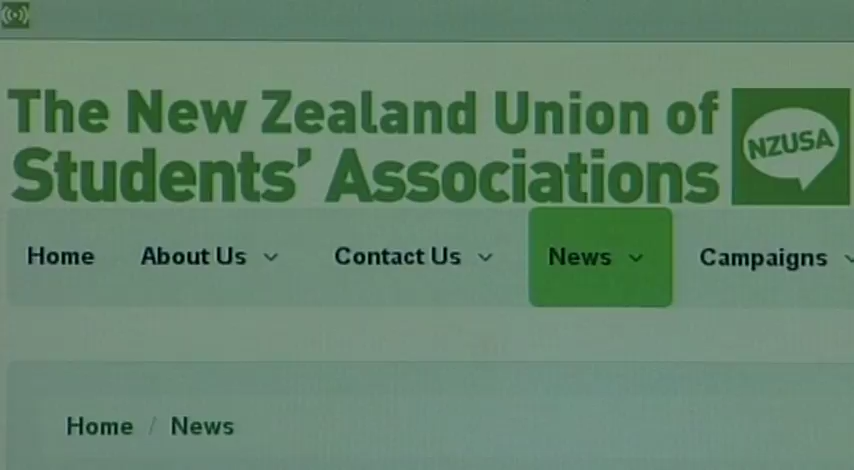 The New Zealand Union of
Students’ Associations
NZUSA
Home About Us Contact Us News Campaigns
Home / News